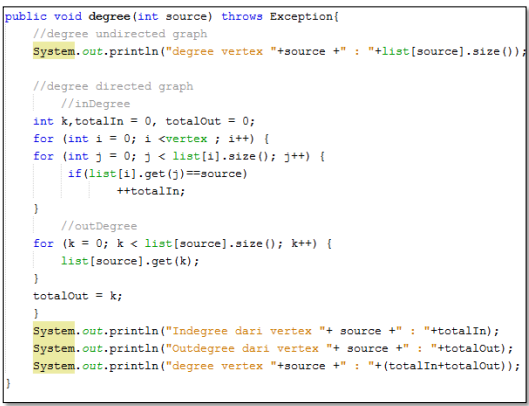 public void degree(int source) throws Exception{
    //degree undirected graph
    System.out.println("degree vertex "+source +" : "+list[source].size());

    //degree directed graph
        //inDegree
    int k,totalIn = 0, totalOut = 0;
    for (int i = 0; i <vertex ; i++) {
    for (int j = 0; j < list[i].size(); j++) {
         if(list[i].get(j)==source)
                ++totalIn;
    }
        //outDegree
    for (k = 0; k < list[source].size(); k++) {
        list[source].get(k);
    }
    totalOut = k;
    }
    System.out.println("Indegree dari vertex "+ source +" : "+totalIn);
    System.out.println("Outdegree dari vertex "+ source +" : "+totalOut);
    System.out.println("degree vertex "+source +" : "+(totalIn+totalOut));
}